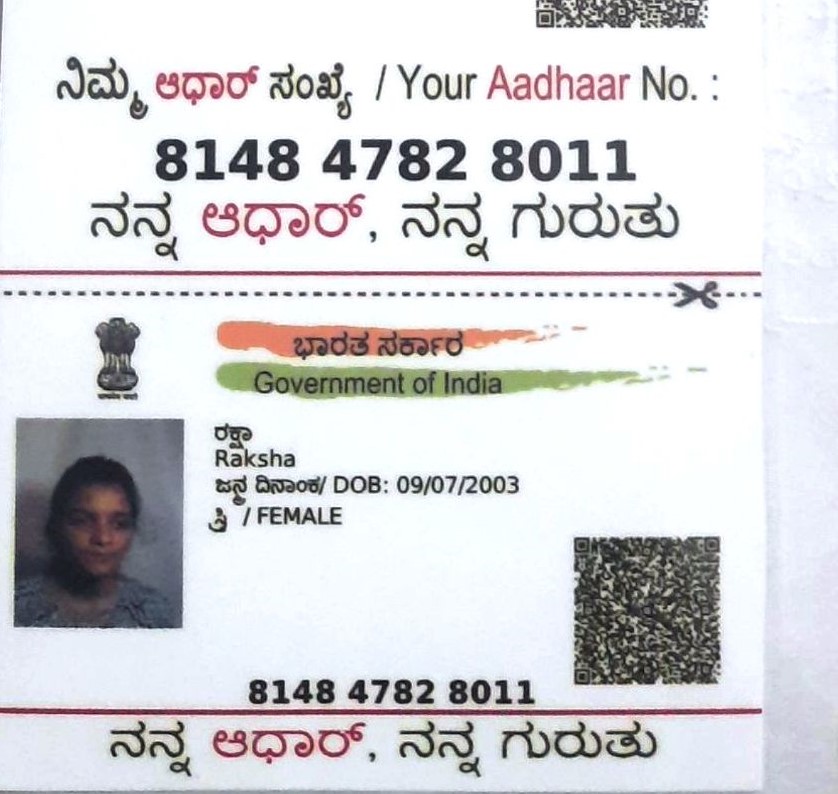 ನಿಮ್ಮ ಆಧಾರ್ ಸಂಖ್ಯೆ / Your Aadhaar No. :
8148 4782 8011
ನನ್ನ ಆಧಾರ್, ನನ್ನ ಗುರುತು
ಭಾರತ ಸರ್ಕಾರ
Government of India
ರಕ್ಷಾ
Raksha
ಜನ್ಮ ದಿನಾಂಕ/ DOB: 09/07/2003
/ FEMALE
8148 4782 8011
ನನ್ನ ಆಧಾರ್, ನನ್ನ ಗುರುತು